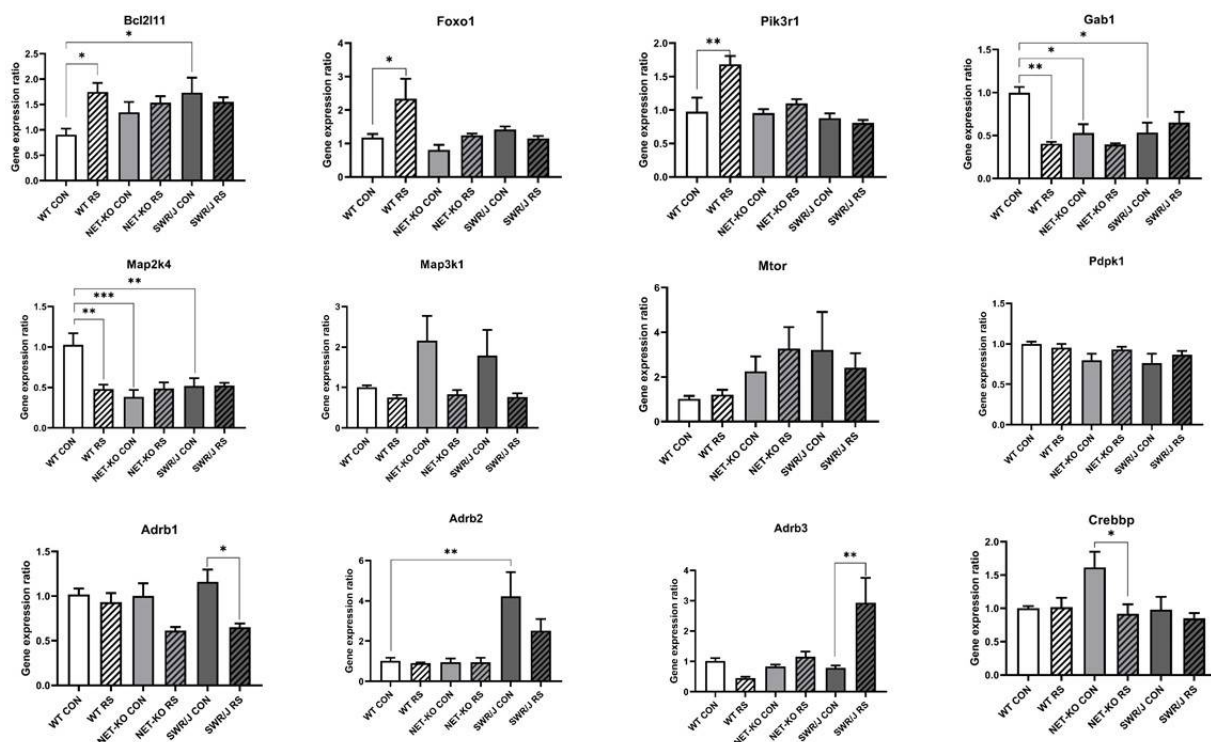 Bcl2l11
Gene expression ratio
2.5
2.0
1.5
1.0
0.5
0.0
*
*
WT CON
WT RS
NET-KO CON
NET-KO RS
SWR/J CON
SWR/J RS
Foxo1
Gene expression ratio
4
3
2
1
0
*
WT CON
WT RS
NET-KO CON
NET-KO RS
SWR/J CON
SWR/J RS
Pik3r1
Gene expression ratio
2.0
1.5
1.0
0.5
0.0
**
WT CON
WT RS
NET-KO CON
NET-KO RS
SWR/J CON
SWR/J RS
Gab1
Gene expression ratio
1.5
1.0
0.5
0.0
*
*
**
WT CON
WT RS
NET-KO CON
NET-KO RS
SWR/J CON
SWR/J RS
Map2k4
Gene expression ratio
1.5
1.0
0.5
0.0
**
***
**
WT CON
WT RS
NET-KO CON
NET-KO RS
SWR/J CON
SWR/J RS
Map3k1
Gene expression ratio
3
2
1
0
WT CON
WT RS
NET-KO CON
NET-KO RS
SWR/J CON
SWR/J RS
Mtor
Gene expression ratio
6
4
2
0
WT CON
WT RS
NET-KO CON
NET-KO RS
SWR/J CON
SWR/J RS
Pdpk1
Gene expression ratio
1.5
1.0
0.5
0.0
WT CON
WT RS
NET-KO CON
NET-KO RS
SWR/J CON
SWR/J RS
Adrb1
Gene expression ratio
1.5
1.0
0.5
0.0
*
WT CON
WT RS
NET-KO CON
NET-KO RS
SWR/J CON
SWR/J RS
Adrb2
Gene expression ratio
6
4
2
0
**
WT CON
WT RS
NET-KO CON
NET-KO RS
SWR/J CON
SWR/J RS
Adrb3
Gene expression ratio
4
3
2
1
0
**
WT CON
WT RS
NET-KO CON
NET-KO RS
SWR/J CON
SWR/J RS
Crebbp
Gene expression ratio
2.0
1.5
1.0
0.5
0.0
*
WT CON
WT RS
NET-KO CON
NET-KO RS
SWR/J CON
SWR/J RS